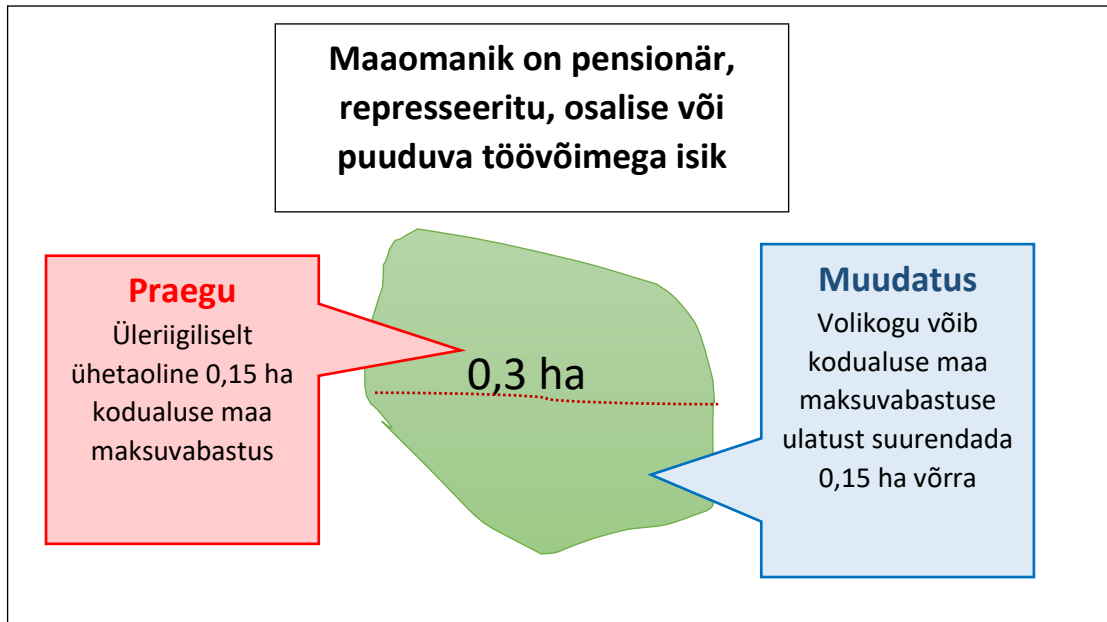 Maaomanik on pensionär,
represseeritu, osalise või
puuduva töövõimega isik
Praegu
Üleriigiliselt
ühetaoline 0,15 ha
kodualuse maa
maksuvabastus
0,3 ha
Muudatus
Volikogu võib
kodualuse maa
maksuvabastuse
ulatust suurendada
0,15 ha võrra